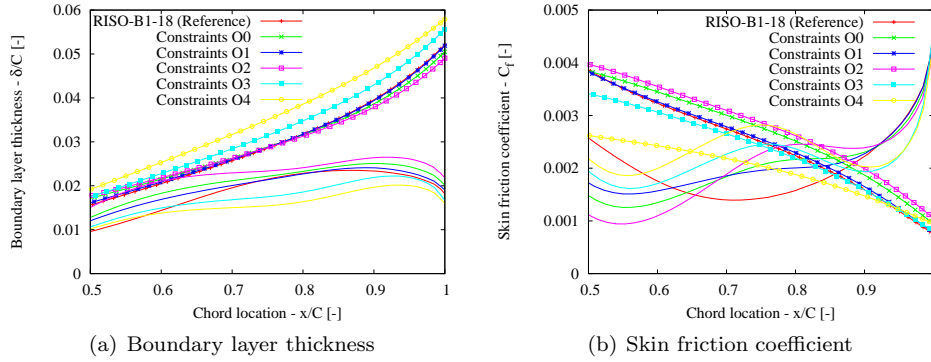 0.06
0.05
0.04
0.03
0.02
0.01
0
0.5
0.6
0.7
0.8
0.9
1
Boundary layer thickness - δ/C [-]
Chord location - x/C [-]
RISO-B1-18 (Reference)
Constraints O0
Constraints O1
Constraints O2
Constraints O3
Constraints O4
(a) Boundary layer thickness
0.005
0.004
0.003
0.002
0.001
0
0.5
0.6
0.7
0.8
0.9
1
Skin friction coefficient - Cf [-]
Chord location - x/C [-]
RISO-B1-18 (Reference)
Constraints O0
Constraints O1
Constraints O2
Constraints O3
Constraints O4
(b) Skin friction coefficient